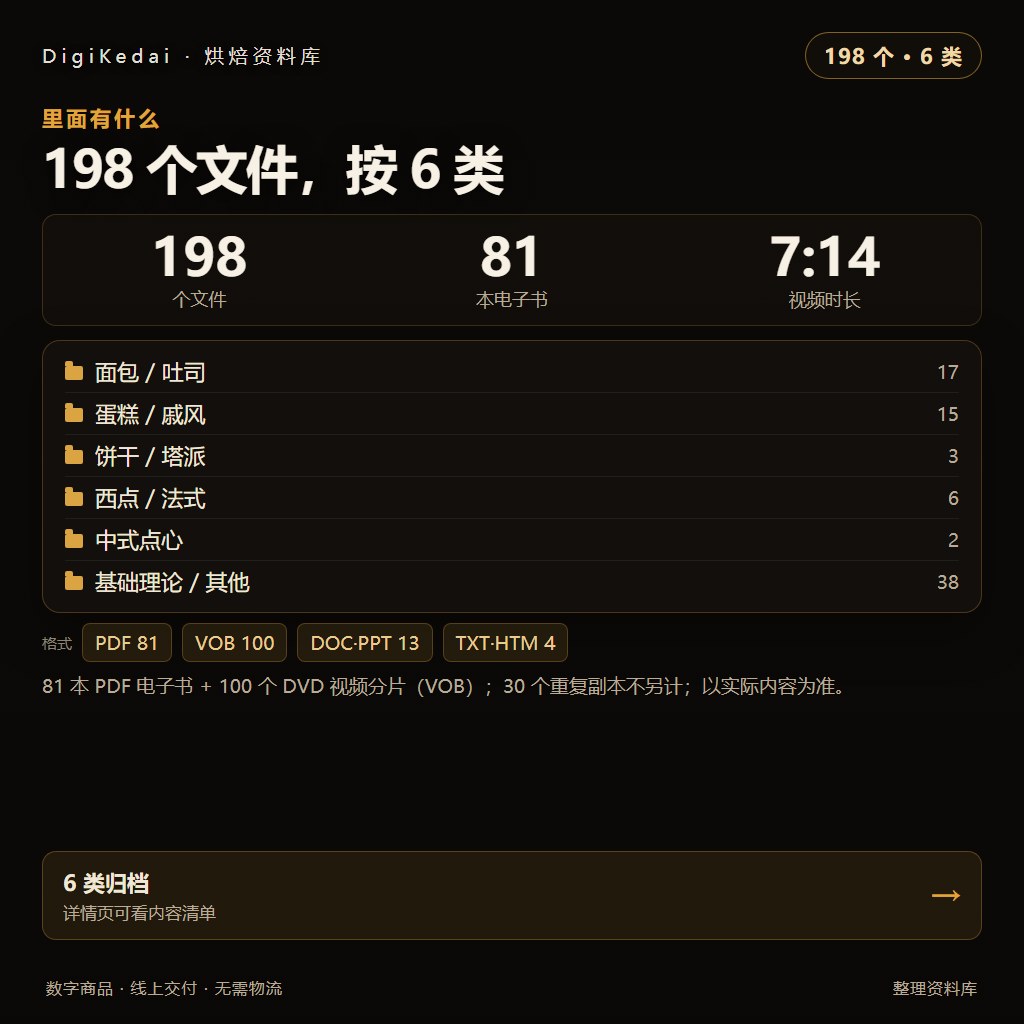 DigiKedai · 烘焙资料库
198 个 • 6 类
里面有什么
198 个文件，按 6 类
198
个文件
81
本电子书
7:14
视频时长
面包 / 吐司 17
蛋糕 / 戚风 15
饼干 / 塔派 3
西点 / 法式 6
中式点心 2
基础理论 / 其他 38
格式 PDF 81 VOB 100 DOC·PPT 13 TXT·HTM 4
81 本 PDF 电子书 + 100 个 DVD 视频分片（VOB）；30 个重复副本不另计；以实际内容为准。
6 类归档
详情页可看内容清单
→
数字商品 · 线上交付 · 无需物流
整理资料库